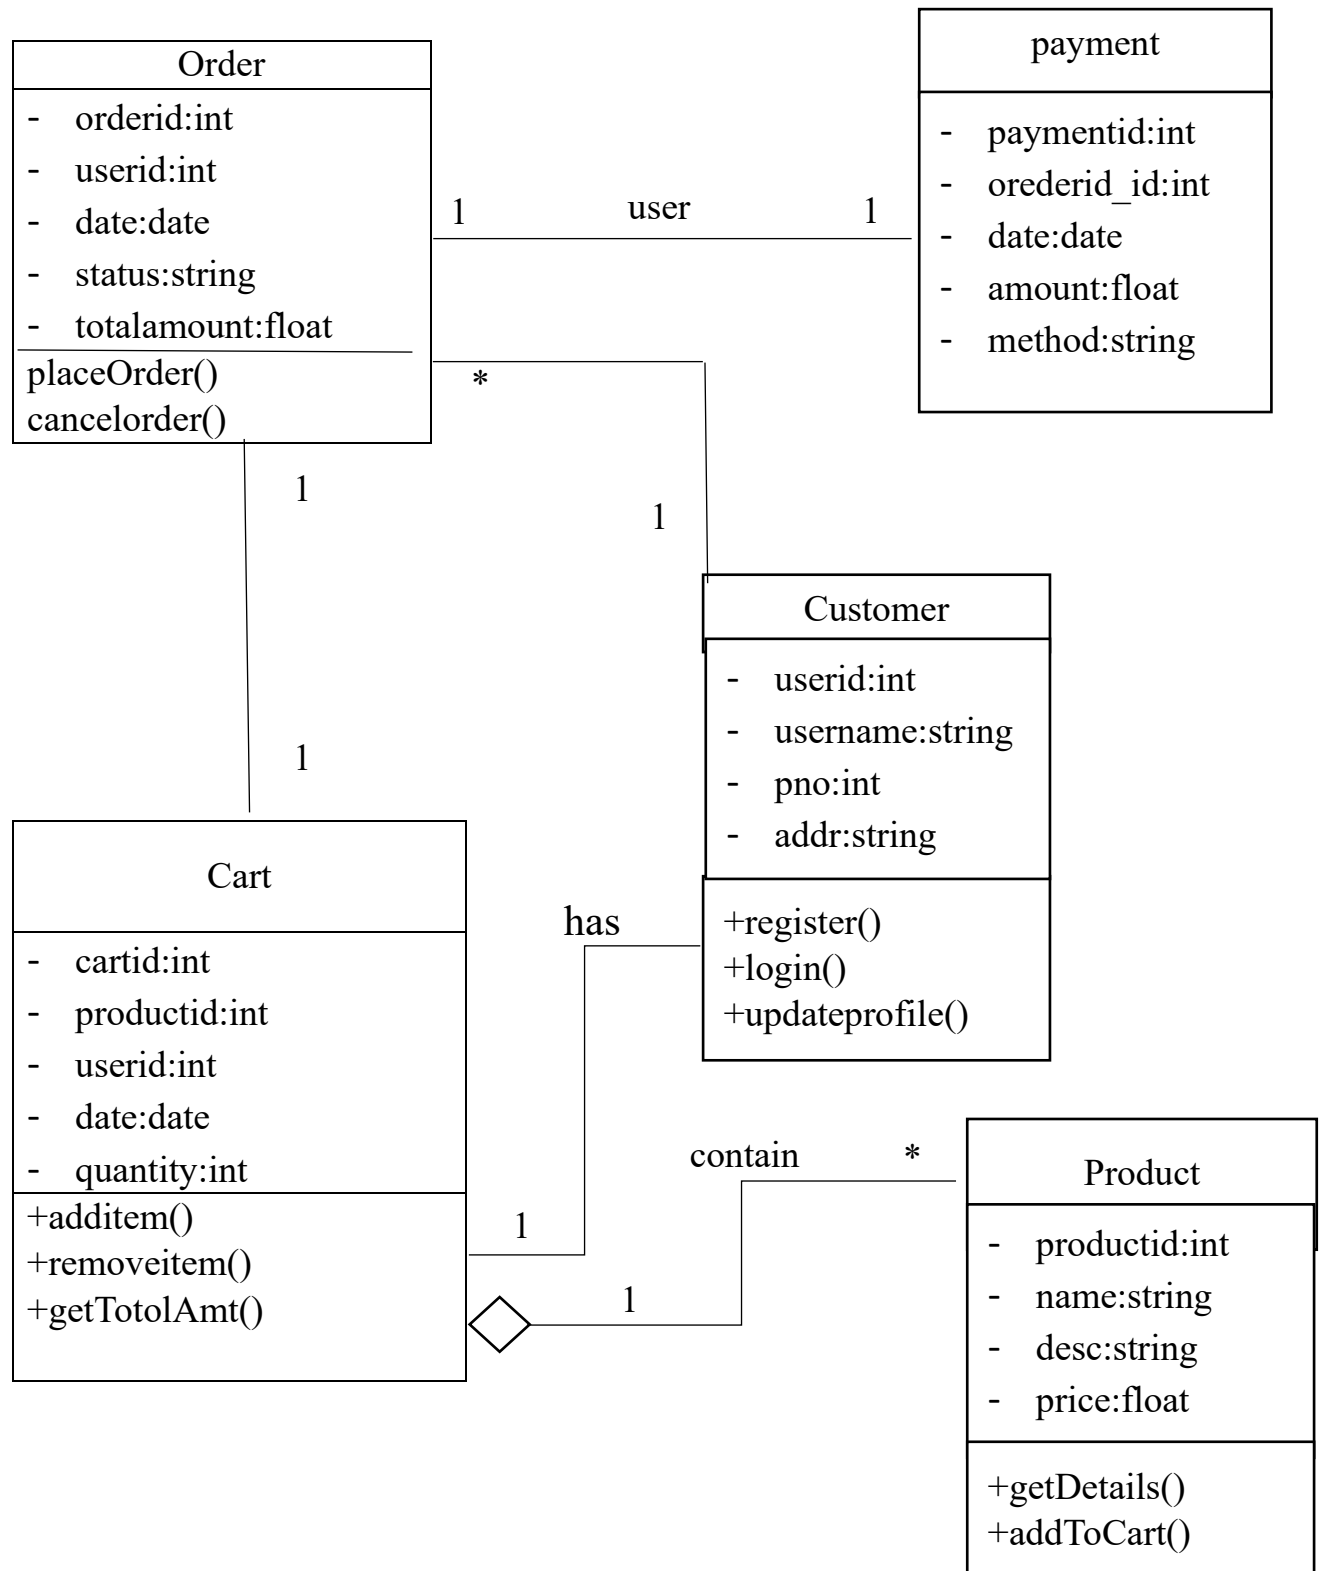 Order
- orderid:int
- userid:int
- date:date
- status:string
- totalamount:float
placeOrder()
cancelorder()
payment
- paymentid:int
- orederid_id:int
- date:date
- amount:float
- method:string
1 user 1
*
1
1
1
Customer
- userid:int
- username:string
- pno:int
- addr:string
+register()
+login()
+updateprofile()
Cart
- cartid:int
- productid:int
- userid:int
- date:date
- quantity:int
+additem()
+removeitem()
+getTotolAmt()
has
1
contain *
1
Product
- productid:int
- name:string
- desc:string
- price:float
+getDetails()
+addToCart()